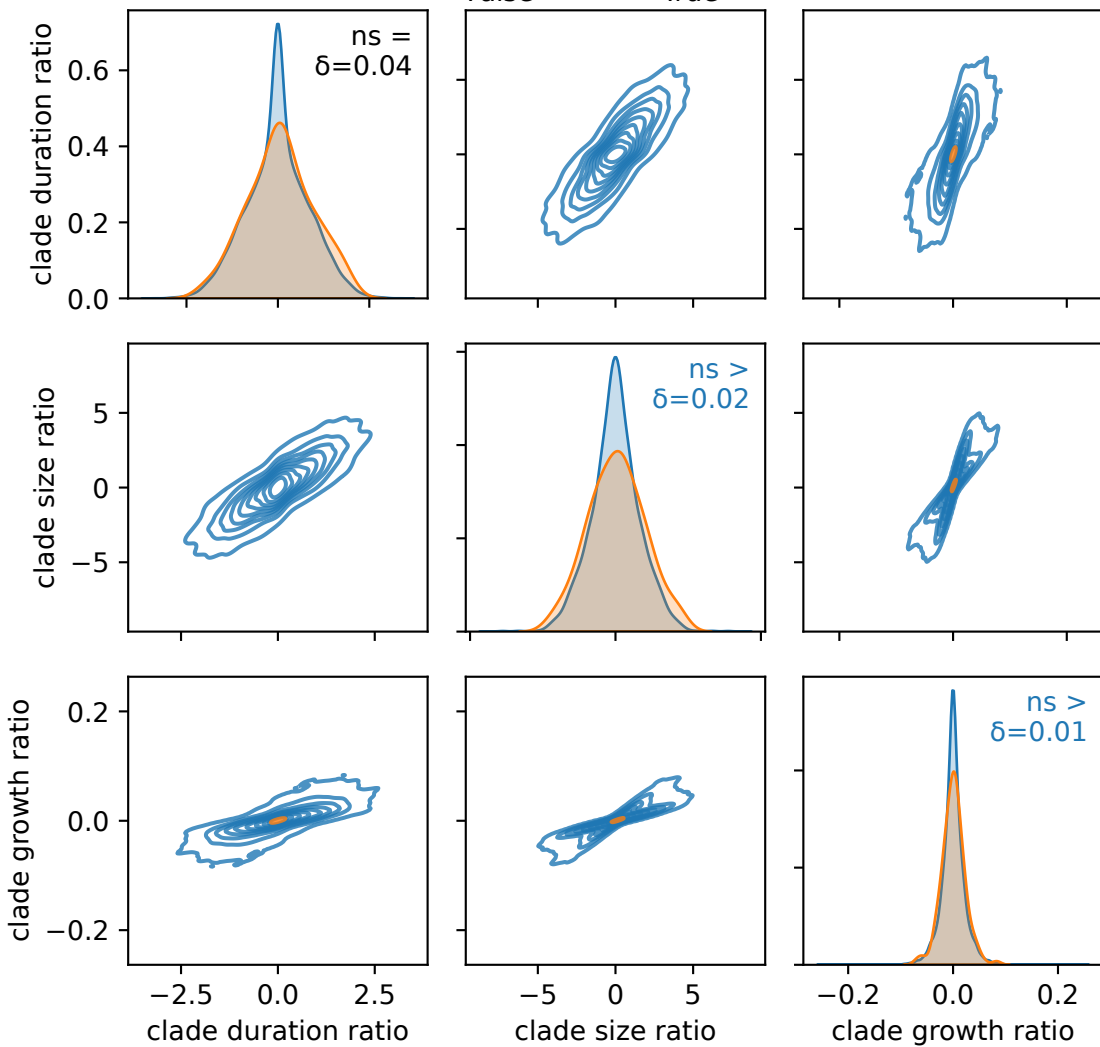 clade duration ratio
0.6
0.4
0.2
0.0
ns =
δ=0.04
clade size ratio
5
0
−5
ns >
δ=0.02
clade growth ratio
0.2
0.0
−0.2
ns >
δ=0.01
−2.5 0.0 2.5
−5 0 5
−0.2 0.0 0.2
clade duration ratio
clade size ratio
clade growth ratio